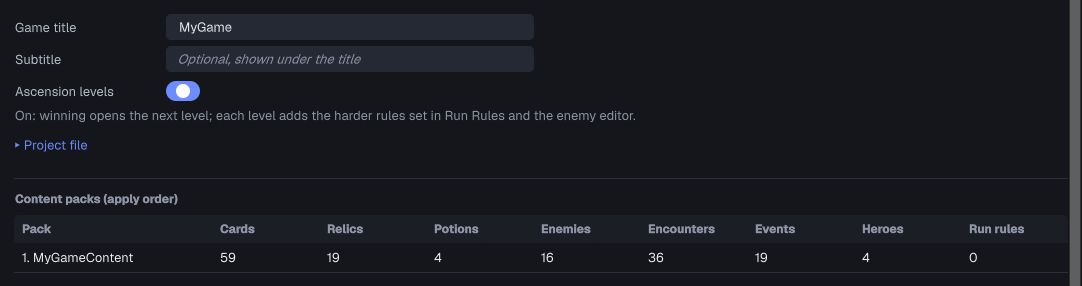 Game title MyGame
Subtitle Optional, shown under the title
Ascension levels
On: winning opens the next level; each level adds the harder rules set in Run Rules and the enemy editor.
Project file
Content packs (apply order)
Pack Cards Relics Potions Enemies Encounters Events Heroes Run rules
1. MyGameContent 59 19 4 16 36 19 4 0